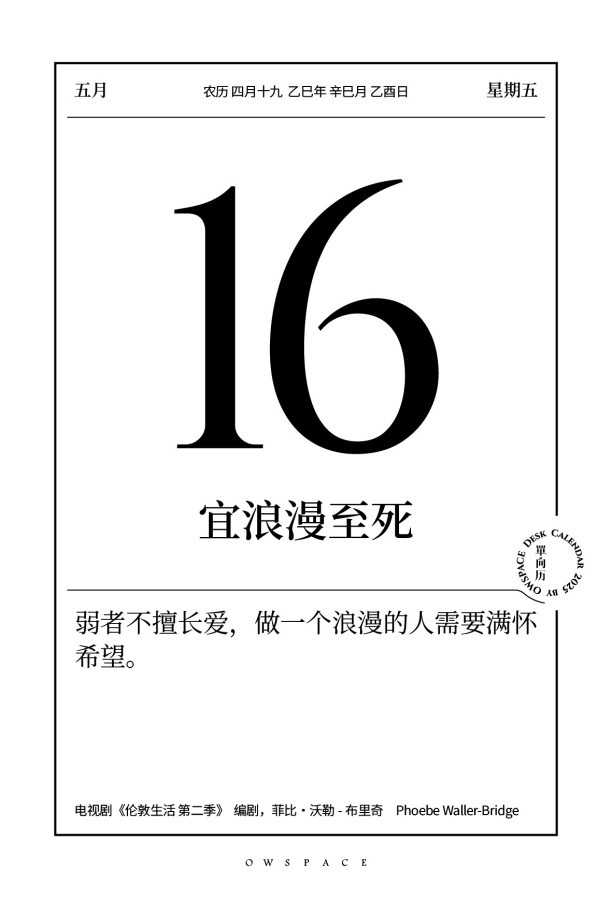 五月
农历 四月十九 乙巳年 辛巳月 乙酉日
星期五
16
宜浪漫至死
DESK CALENDAR 2025 BY OWSPACE
單向历
弱者不擅长爱，做一个浪漫的人需要满怀
希望。
电视剧《伦敦生活 第二季》 编剧，菲比·沃勒 - 布里奇 Phoebe Waller-Bridge
OWSPACE